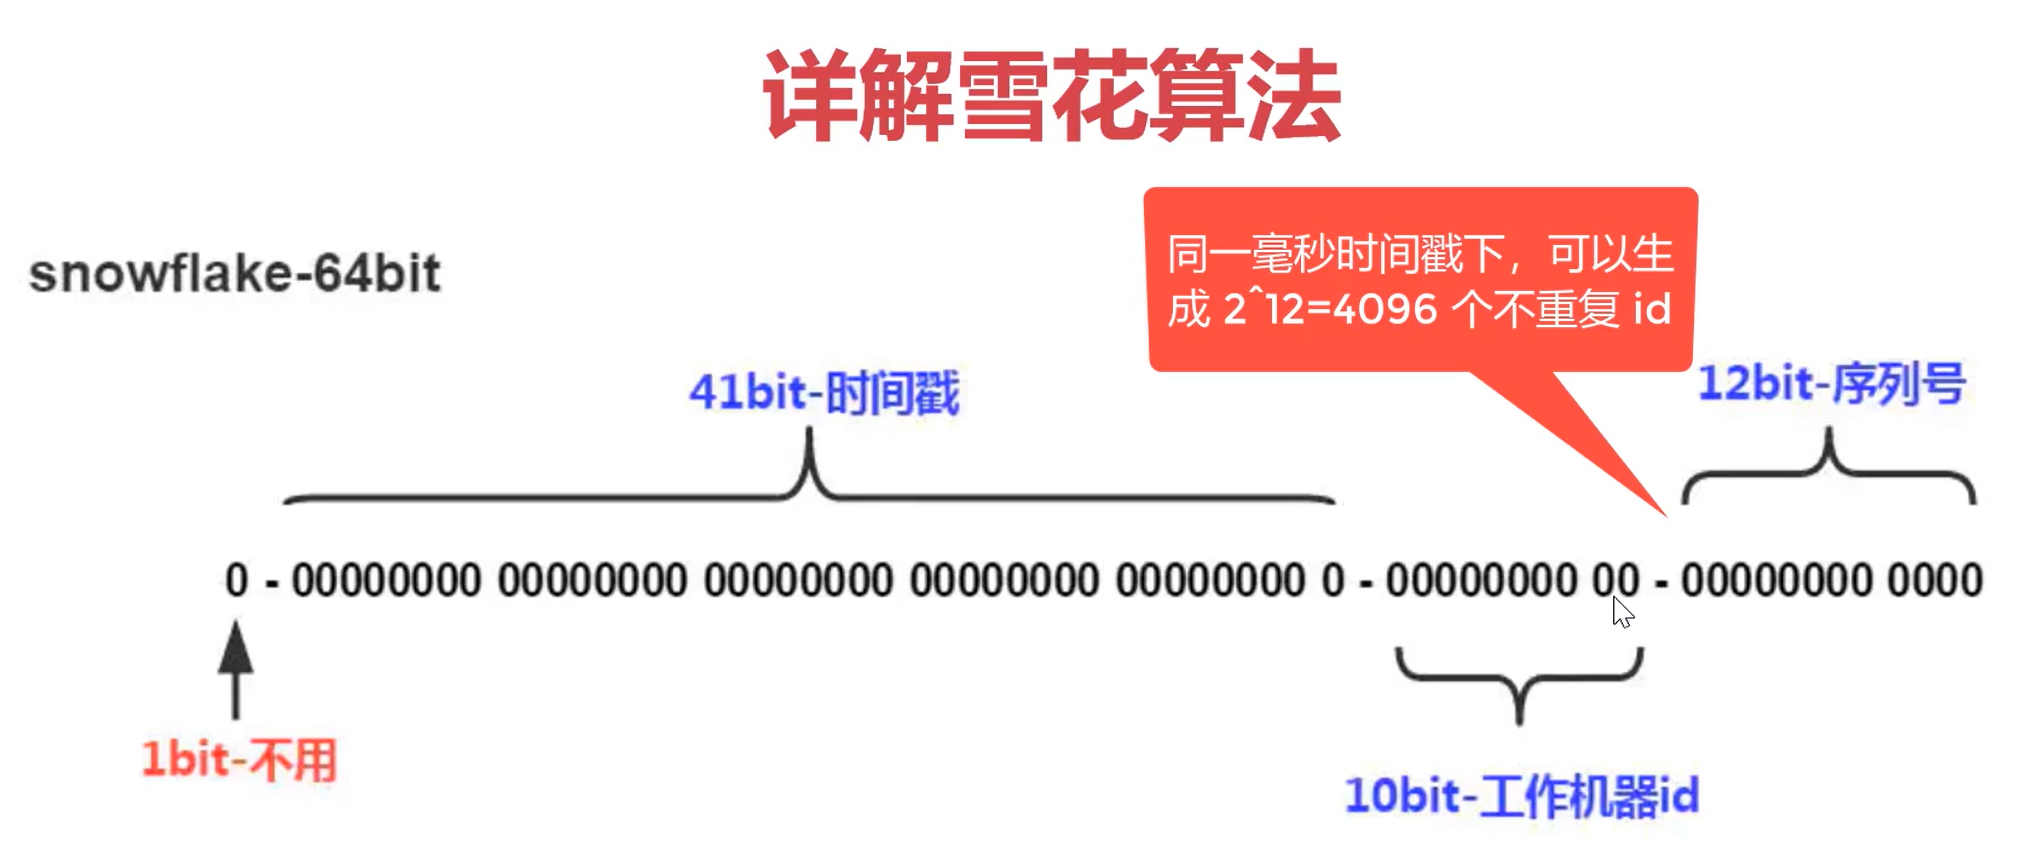 详解雪花算法
snowflake-64bit
同一毫秒时间戳下，可以生
成 2^12=4096 个不重复 id
41bit-时间戳
12bit-序列号
0 - 00000000 00000000 00000000 00000000 00000000 0 - 00000000 00 - 00000000 0000
1bit-不用
10bit-工作机器id